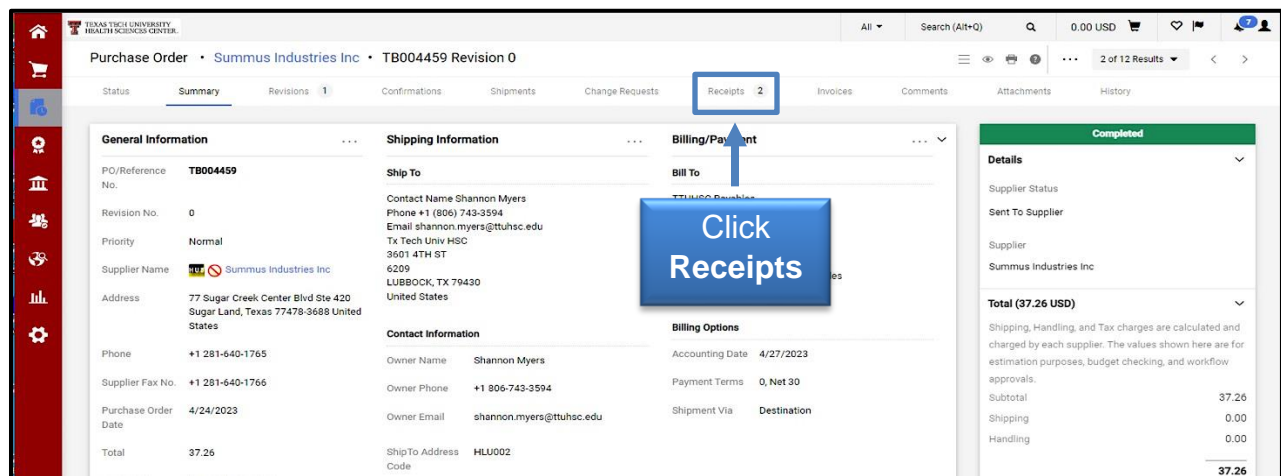 TEXAS TECH UNIVERSITY
HEALTH SCIENCES CENTER.
All
Search (Alt+Q)
0.00 USD
7
Purchase Order • Summus Industries Inc • TB004459 Revision 0
2 of 12 Results
Status
Summary
Revisions 1
Confirmations
Shipments
Change Requests
Receipts 2
Invoices
Comments
Attachments
History
General Information
PO/Reference No. TB004459
Revision No. 0
Priority Normal
Supplier Name HUB Summus Industries Inc
Address 77 Sugar Creek Center Blvd Ste 420
Sugar Land, Texas 77478-3688 United
States
Phone +1 281-640-1765
Supplier Fax No. +1 281-640-1766
Purchase Order Date 4/24/2023
Total 37.26
Shipping Information
Ship To
Contact Name Shannon Myers
Phone +1 (806) 743-3594
Email shannon.myers@ttuhsc.edu
Tx Tech Univ HSC
3601 4TH ST
6209
LUBBOCK, TX 79430
United States
Contact Information
Owner Name Shannon Myers
Owner Phone +1 806-743-3594
Owner Email shannon.myers@ttuhsc.edu
ShipTo Address Code HLU002
Billing/Payment
Bill To
TTUHSC Payables
Click
Receipts
Billing Options
Accounting Date 4/27/2023
Payment Terms 0, Net 30
Shipment Via Destination
Completed
Details
Supplier Status
Sent To Supplier
Supplier
Summus Industries Inc
Total (37.26 USD)
Shipping, Handling, and Tax charges are calculated and
charged by each supplier. The values shown here are for
estimation purposes, budget checking, and workflow
approvals.
Subtotal 37.26
Shipping 0.00
Handling 0.00
37.26